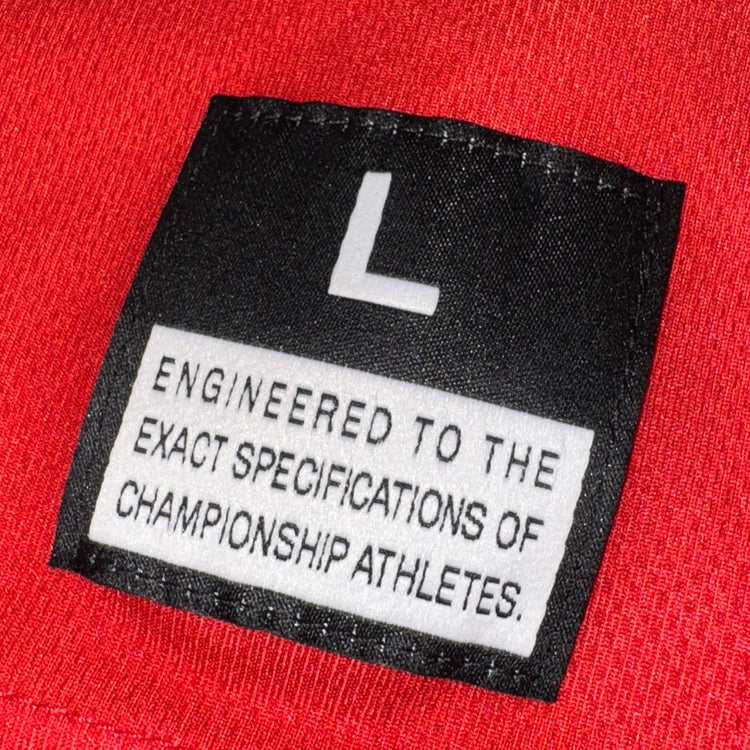 L
ENGINEERED TO THE
EXACT SPECIFICATIONS OF
CHAMPIONSHIP ATHLETES.